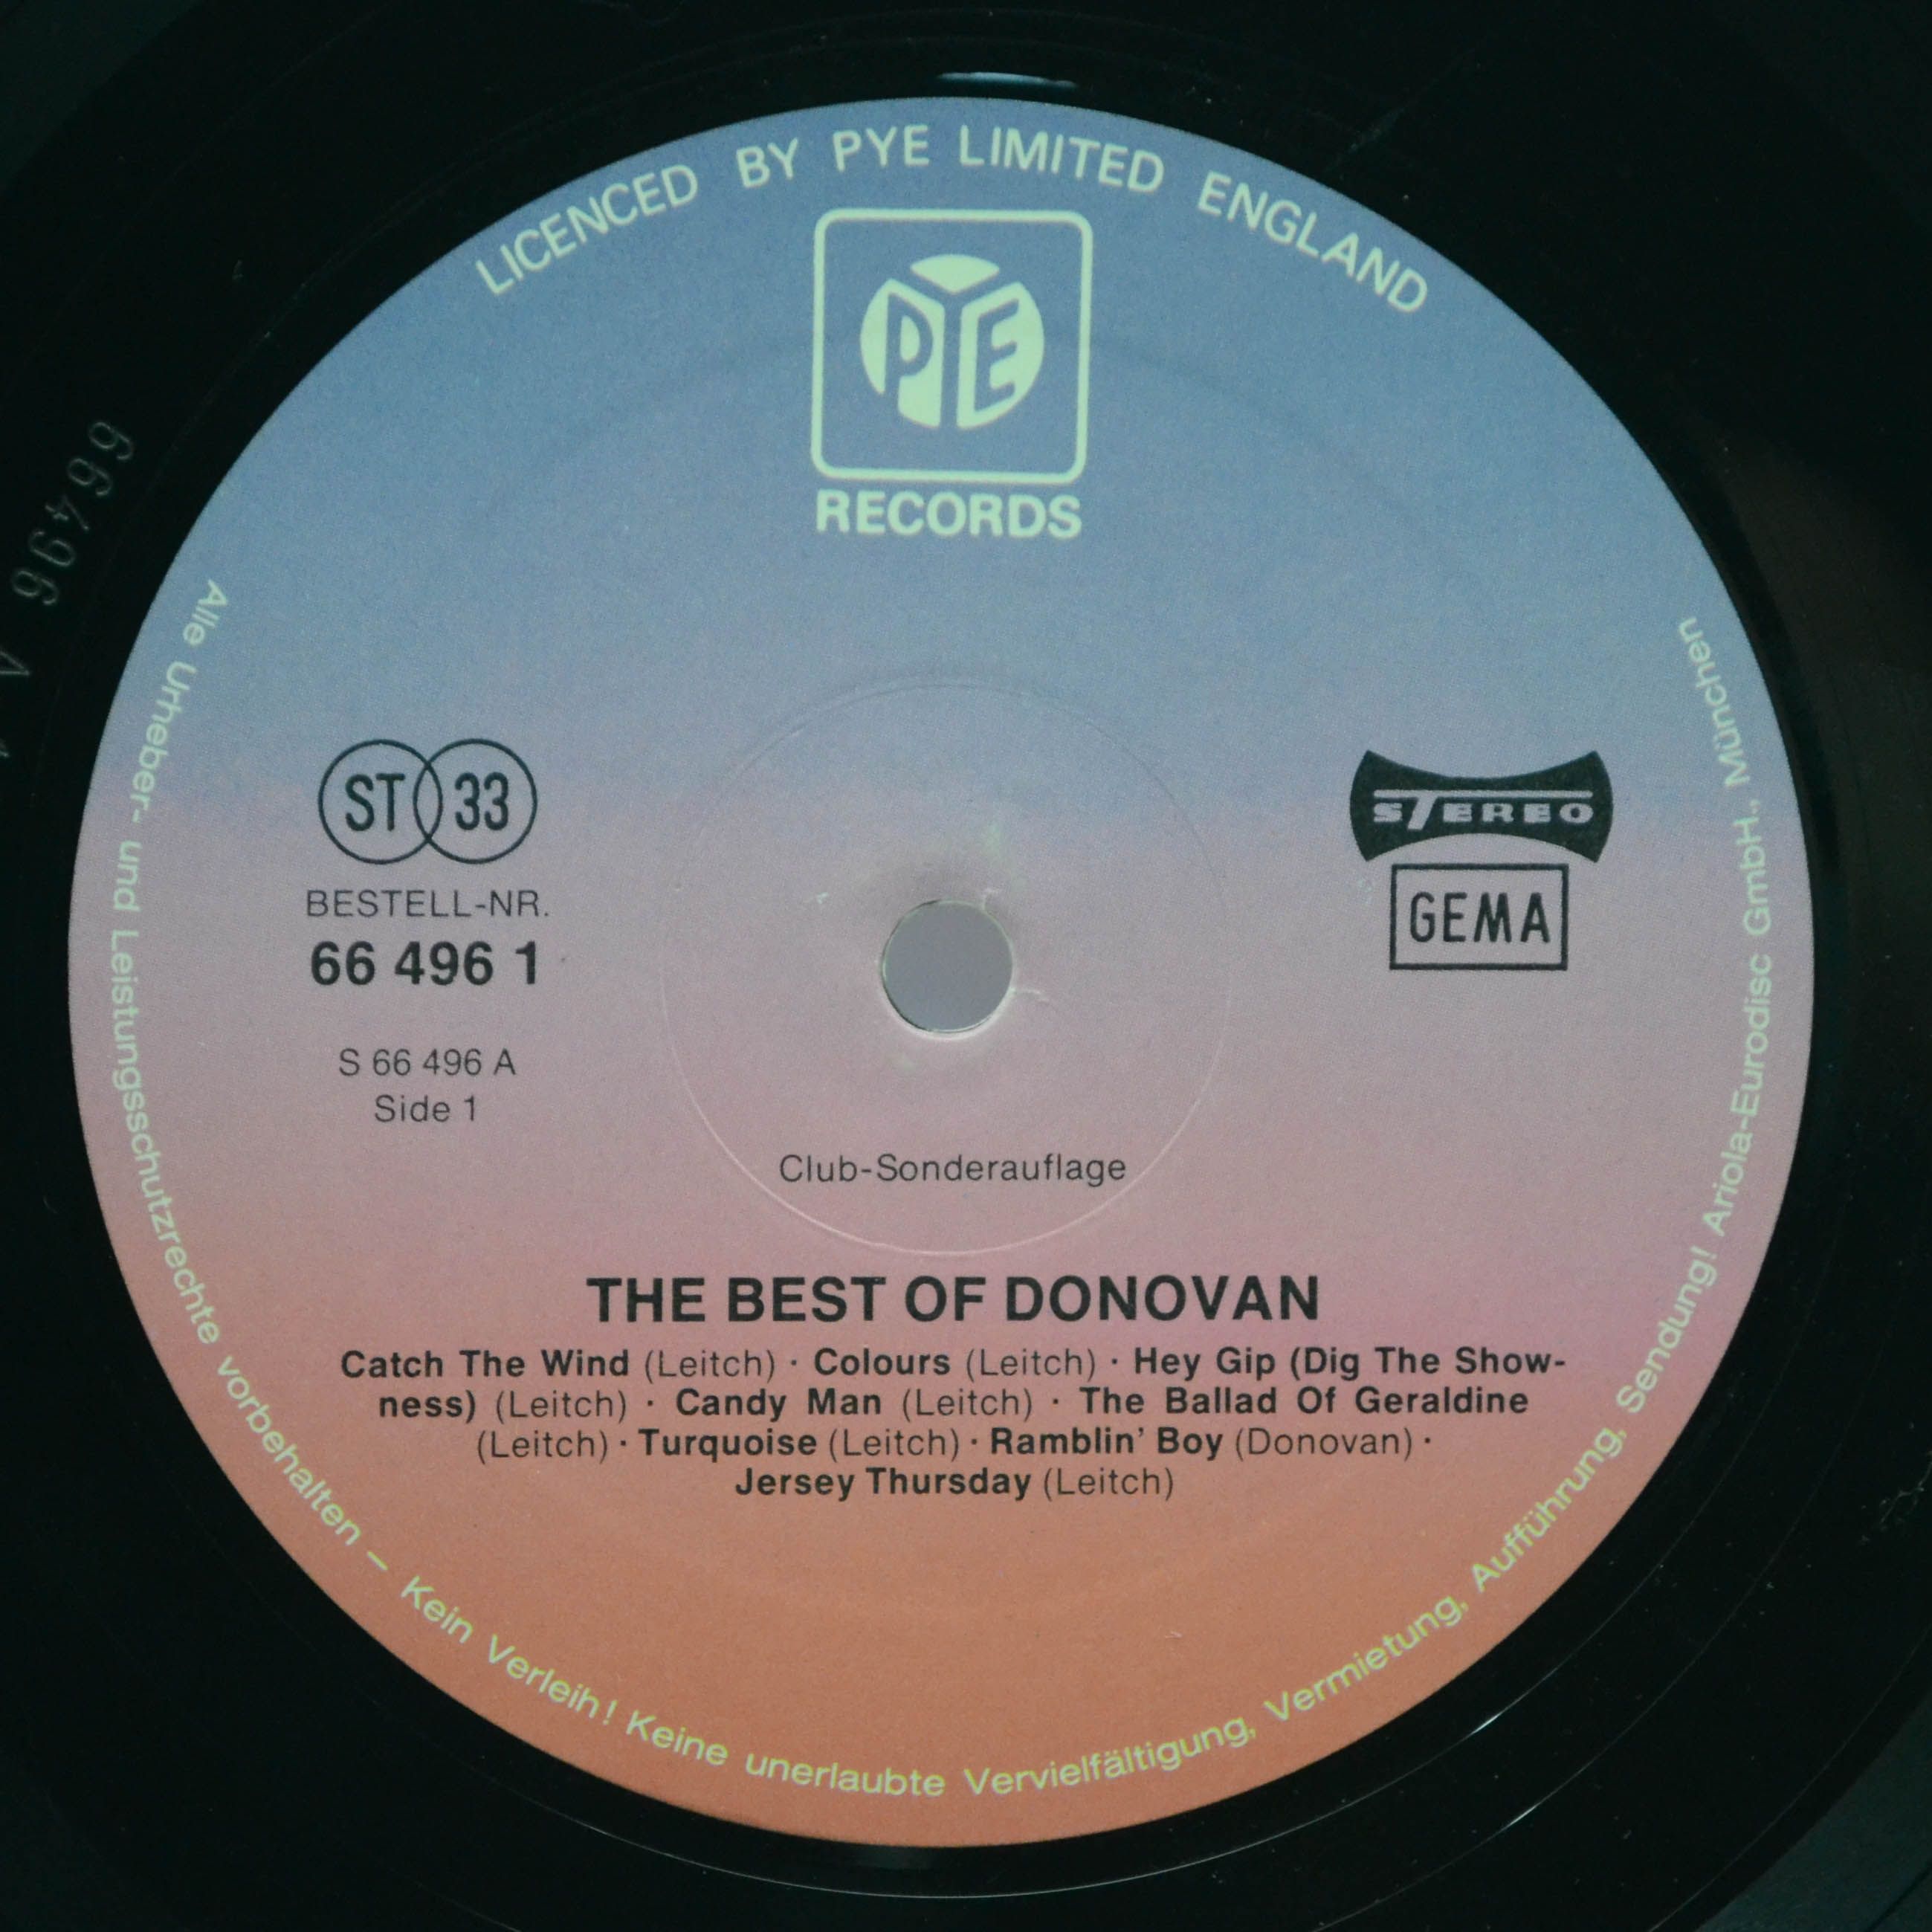 LICENCED BY PYE LIMITED ENGLAND
PYE
RECORDS
66496 A
ST 33
BESTELL-NR.
66 496 1
S 66 496 A
Side 1
STEREO
GEMA
Club-Sonderauflage
THE BEST OF DONOVAN
Catch The Wind (Leitch) · Colours (Leitch) · Hey Gip (Dig The Show-
ness) (Leitch) · Candy Man (Leitch) · The Ballad Of Geraldine
(Leitch) · Turquoise (Leitch) · Ramblin' Boy (Donovan) ·
Jersey Thursday (Leitch)
Alle Urheber- und Leistungsschutzrechte vorbehalten – Kein Verleih! Keine unerlaubte Vervielfältigung, Vermietung, Aufführung, Sendung! Ariola-Eurodisc GmbH., München